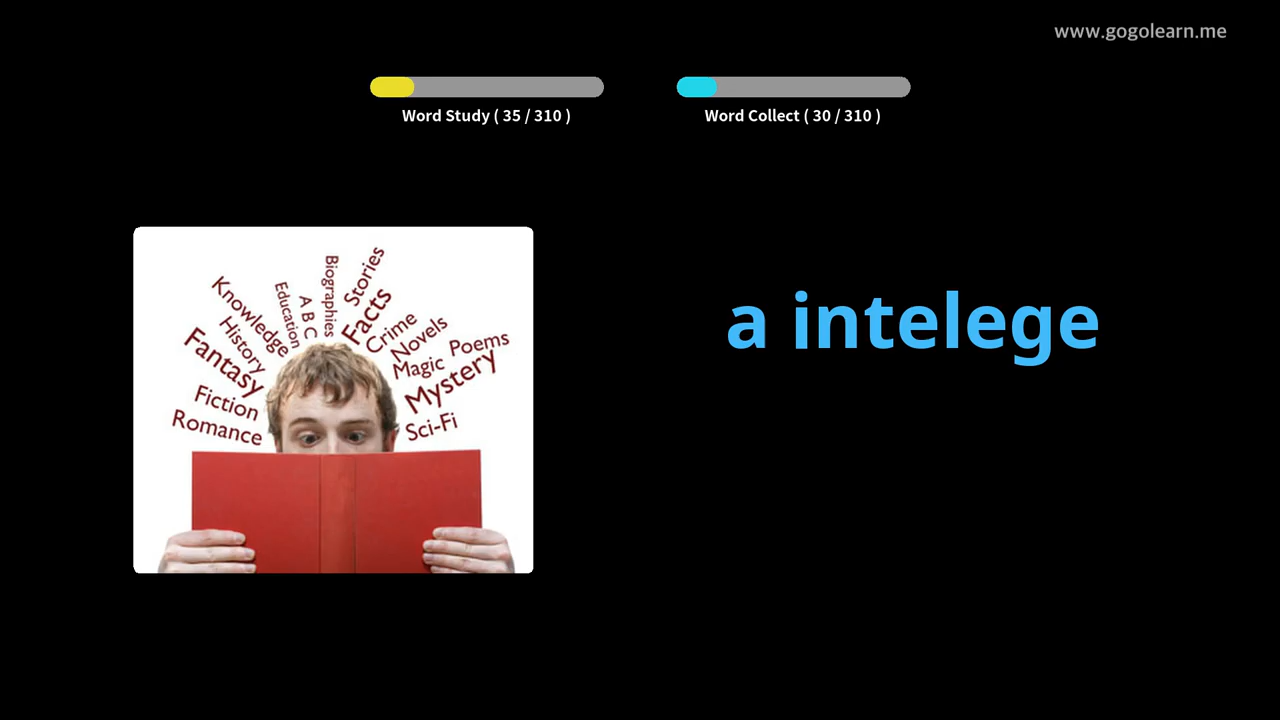 www.gogolearn.me
Word Study ( 35 / 310 )
Word Collect ( 30 / 310 )
a intelege
Knowledge
History
Fantasy
Fiction
Romance
Education
A B C
Biographies
Stories
Facts
Crime
Novels
Magic
Poems
Mystery
Sci-Fi